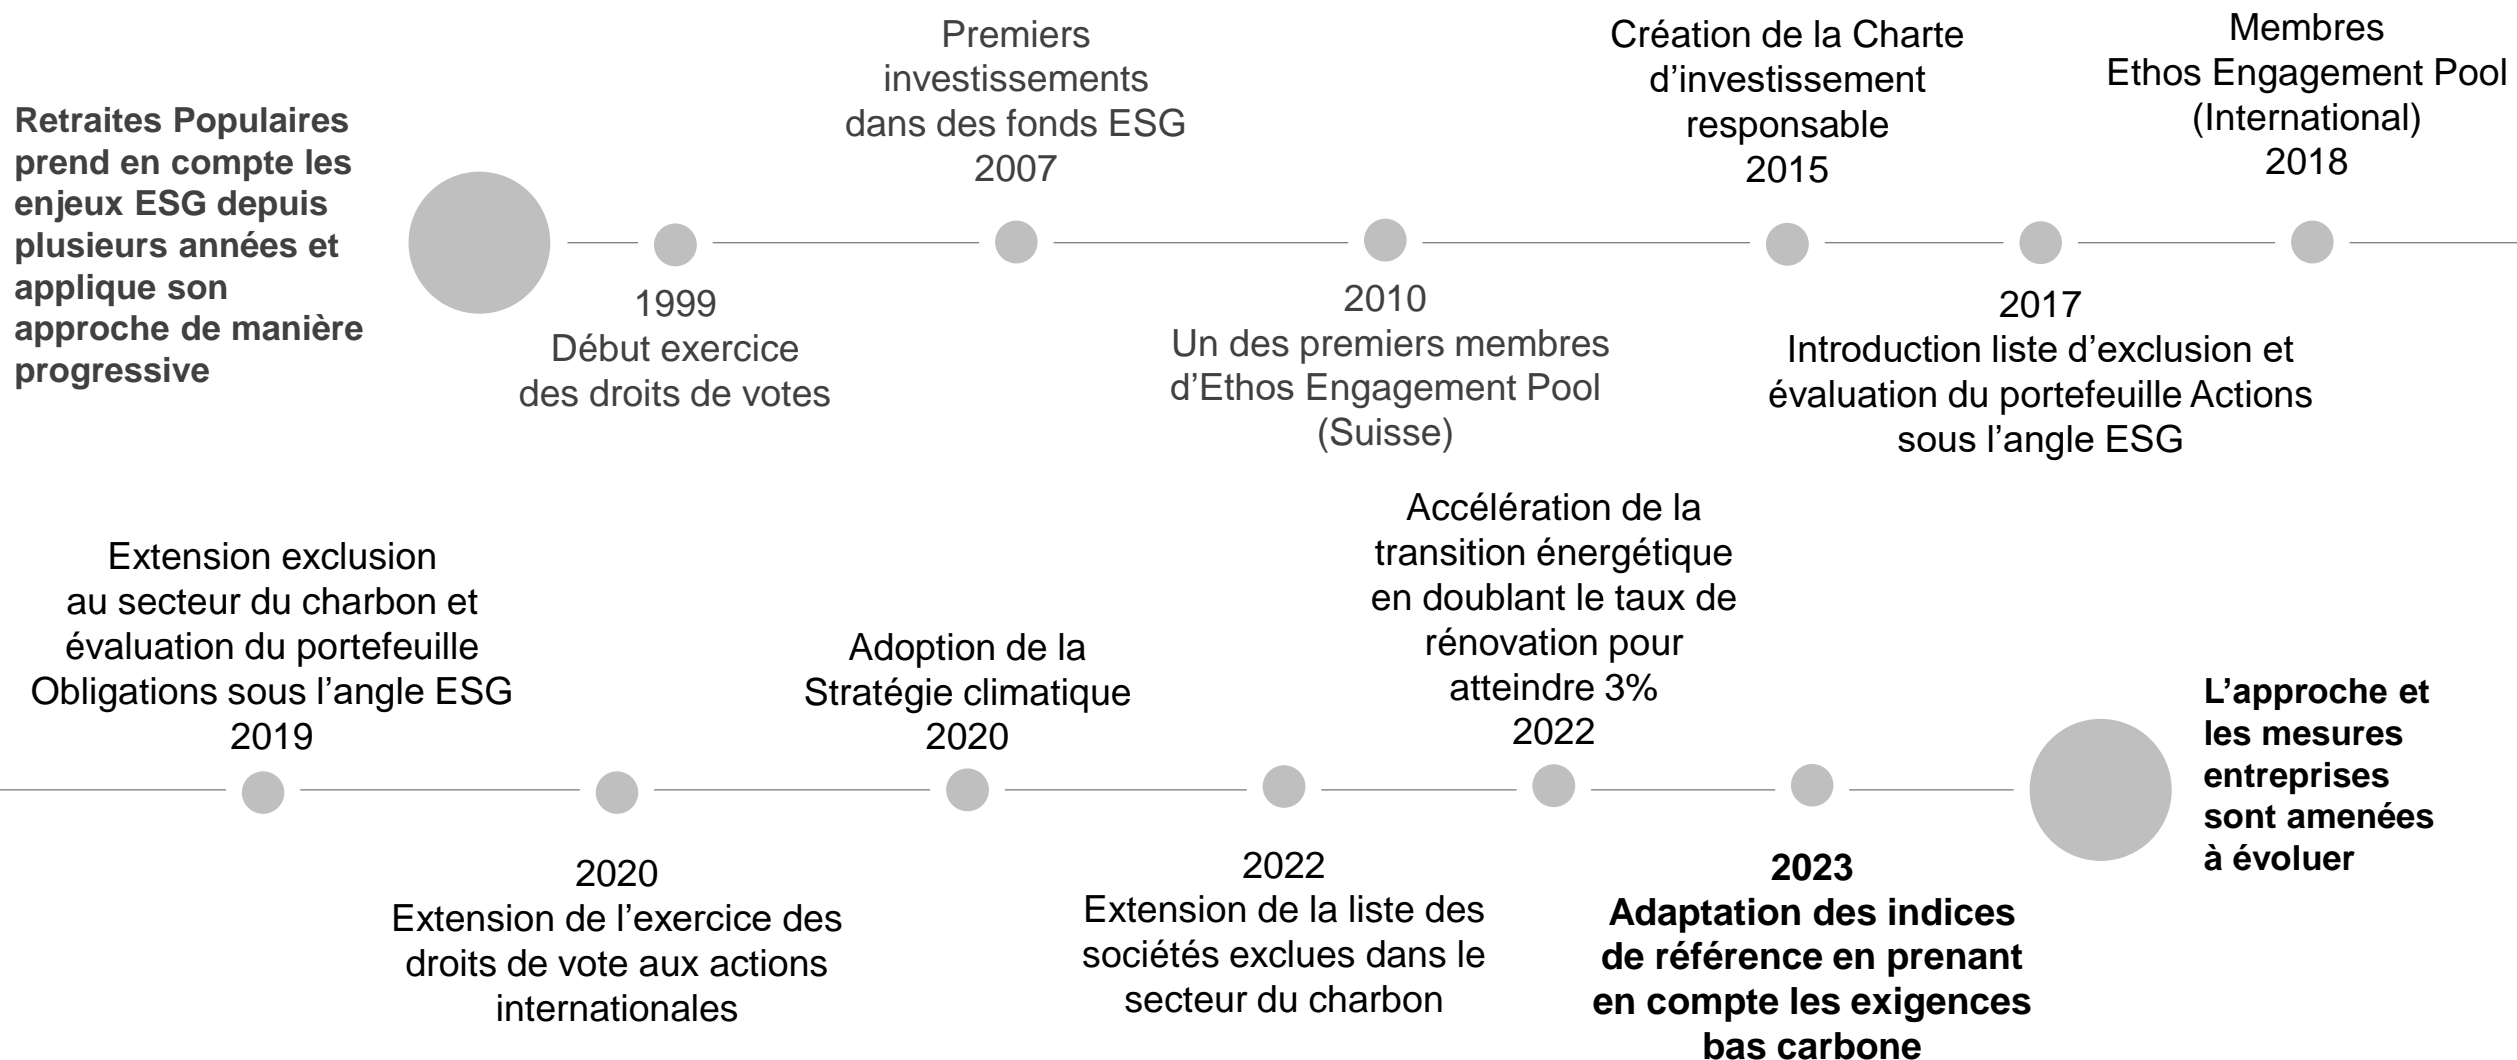 Retraites Populaires
prend en compte les
enjeux ESG depuis
plusieurs années et
applique son
approche de manière
progressive
1999
Début exercice
des droits de votes
Premiers
investissements
dans des fonds ESG
2007
2010
Un des premiers membres
d’Ethos Engagement Pool
(Suisse)
Création de la Charte
d’investissement
responsable
2015
2017
Introduction liste d’exclusion et
évaluation du portefeuille Actions
sous l’angle ESG
Membres
Ethos Engagement Pool
(International)
2018
Extension exclusion
au secteur du charbon et
évaluation du portefeuille
Obligations sous l’angle ESG
2019
2020
Extension de l’exercice des
droits de vote aux actions
internationales
Adoption de la
Stratégie climatique
2020
2022
Extension de la liste des
sociétés exclues dans le
secteur du charbon
Accélération de la
transition énergétique
en doublant le taux de
rénovation pour
atteindre 3%
2022
2023
Adaptation des indices
de référence en prenant
en compte les exigences
bas carbone
L’approche et
les mesures
entreprises
sont amenées
à évoluer